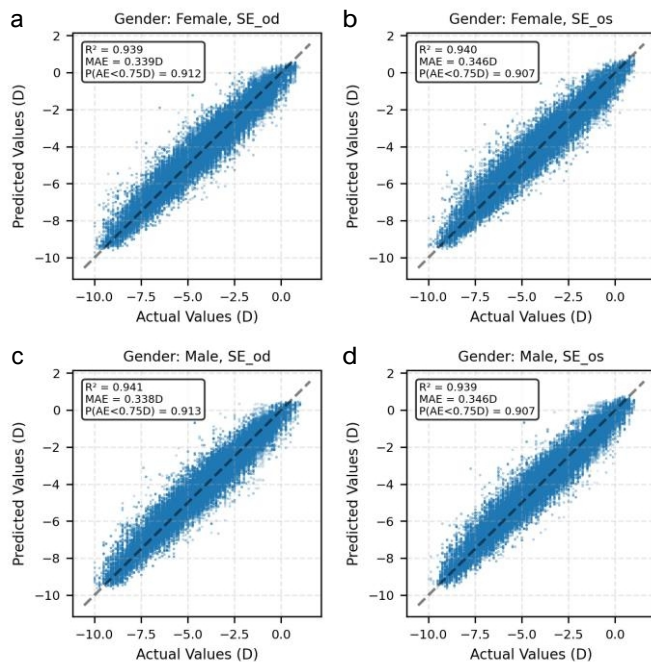 a
Gender: Female, SE_od
R² = 0.939
MAE = 0.339D
P(AE<0.75D) = 0.912
2
0
−2
−4
−6
−8
−10
Predicted Values (D)
−10.0 −7.5 −5.0 −2.5 0.0
Actual Values (D)
b
Gender: Female, SE_os
R² = 0.940
MAE = 0.346D
P(AE<0.75D) = 0.907
2
0
−2
−4
−6
−8
−10
Predicted Values (D)
−10.0 −7.5 −5.0 −2.5 0.0
Actual Values (D)
c
Gender: Male, SE_od
R² = 0.941
MAE = 0.338D
P(AE<0.75D) = 0.913
2
0
−2
−4
−6
−8
−10
Predicted Values (D)
−10.0 −7.5 −5.0 −2.5 0.0
Actual Values (D)
d
Gender: Male, SE_os
R² = 0.939
MAE = 0.346D
P(AE<0.75D) = 0.907
2
0
−2
−4
−6
−8
−10
Predicted Values (D)
−10.0 −7.5 −5.0 −2.5 0.0
Actual Values (D)